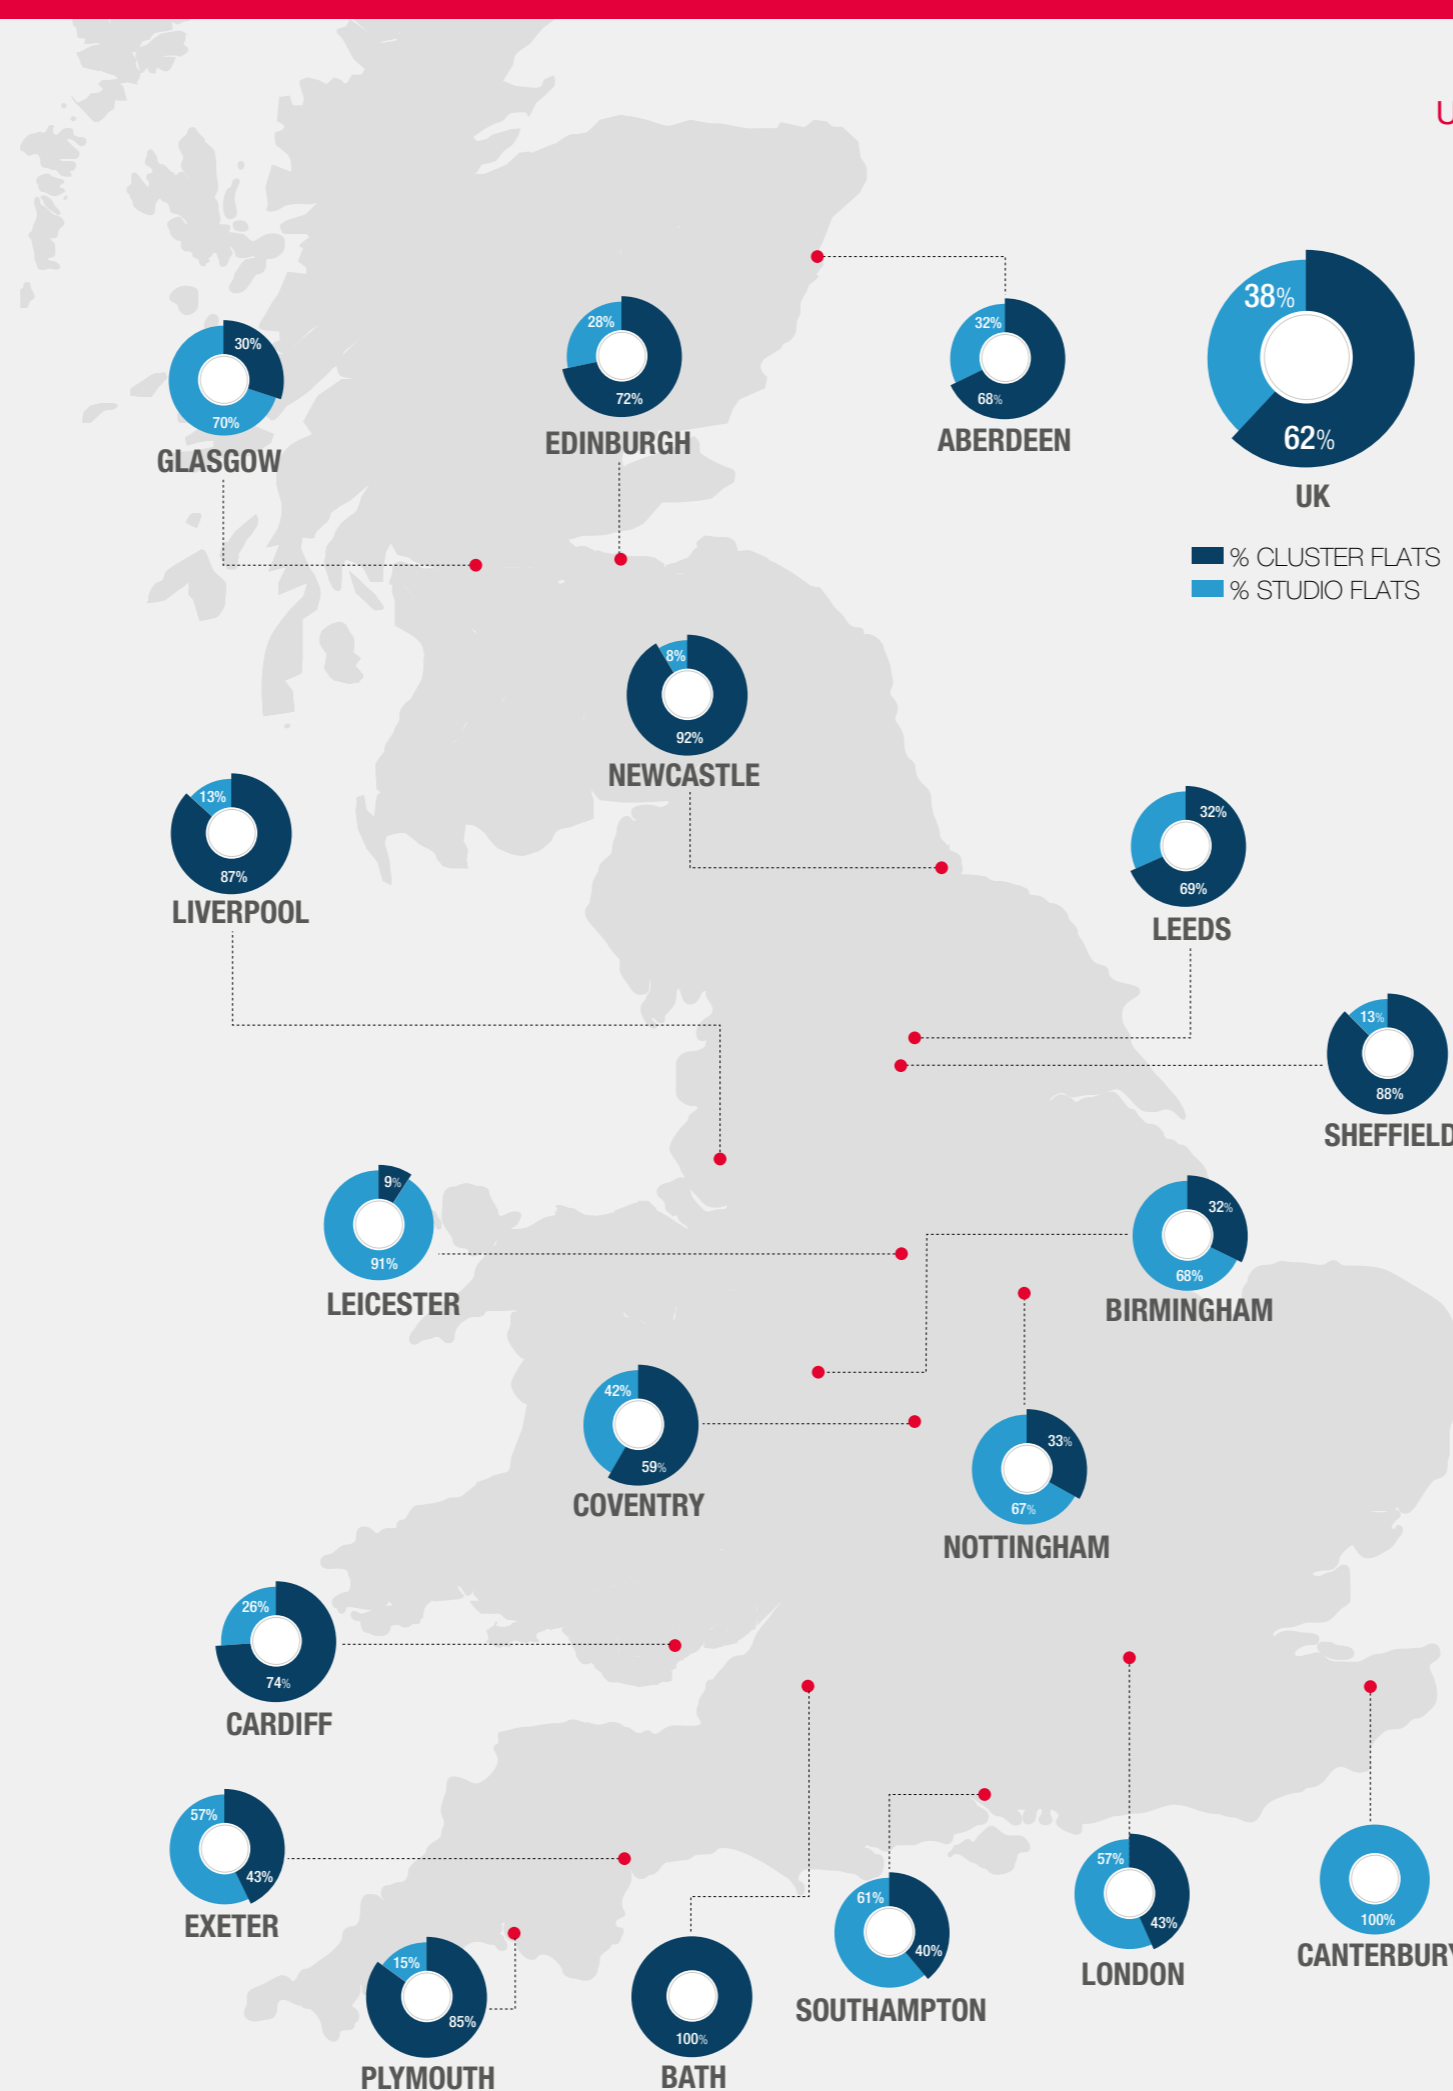 U
38%
62%
UK
% CLUSTER FLATS
% STUDIO FLATS
30%
70%
GLASGOW
28%
72%
EDINBURGH
32%
68%
ABERDEEN
8%
92%
NEWCASTLE
13%
87%
LIVERPOOL
32%
69%
LEEDS
13%
88%
SHEFFIELD
9%
91%
LEICESTER
32%
68%
BIRMINGHAM
42%
59%
COVENTRY
33%
67%
NOTTINGHAM
26%
74%
CARDIFF
57%
43%
EXETER
15%
85%
PLYMOUTH
100%
BATH
61%
40%
SOUTHAMPTON
57%
43%
LONDON
100%
CANTERBURY